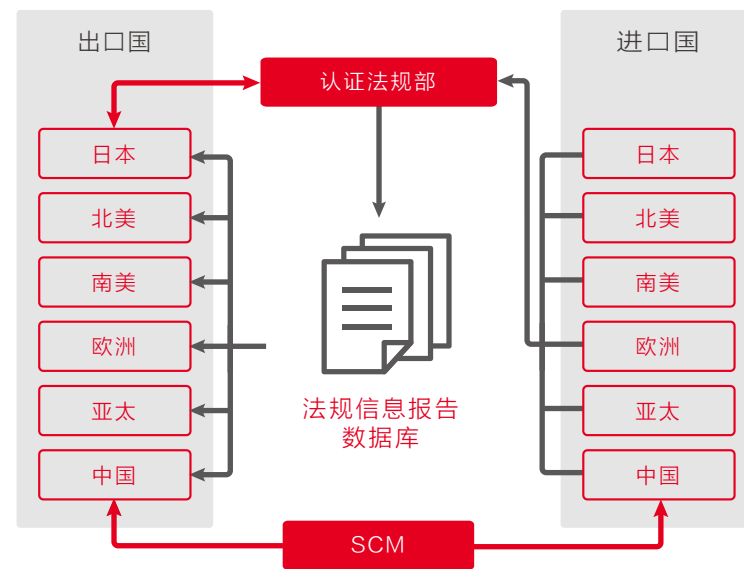 出口国
进口国
认证法规部
日本
北美
南美
欧洲
亚太
中国
法规信息报告
数据库
日本
北美
南美
欧洲
亚太
中国
SCM